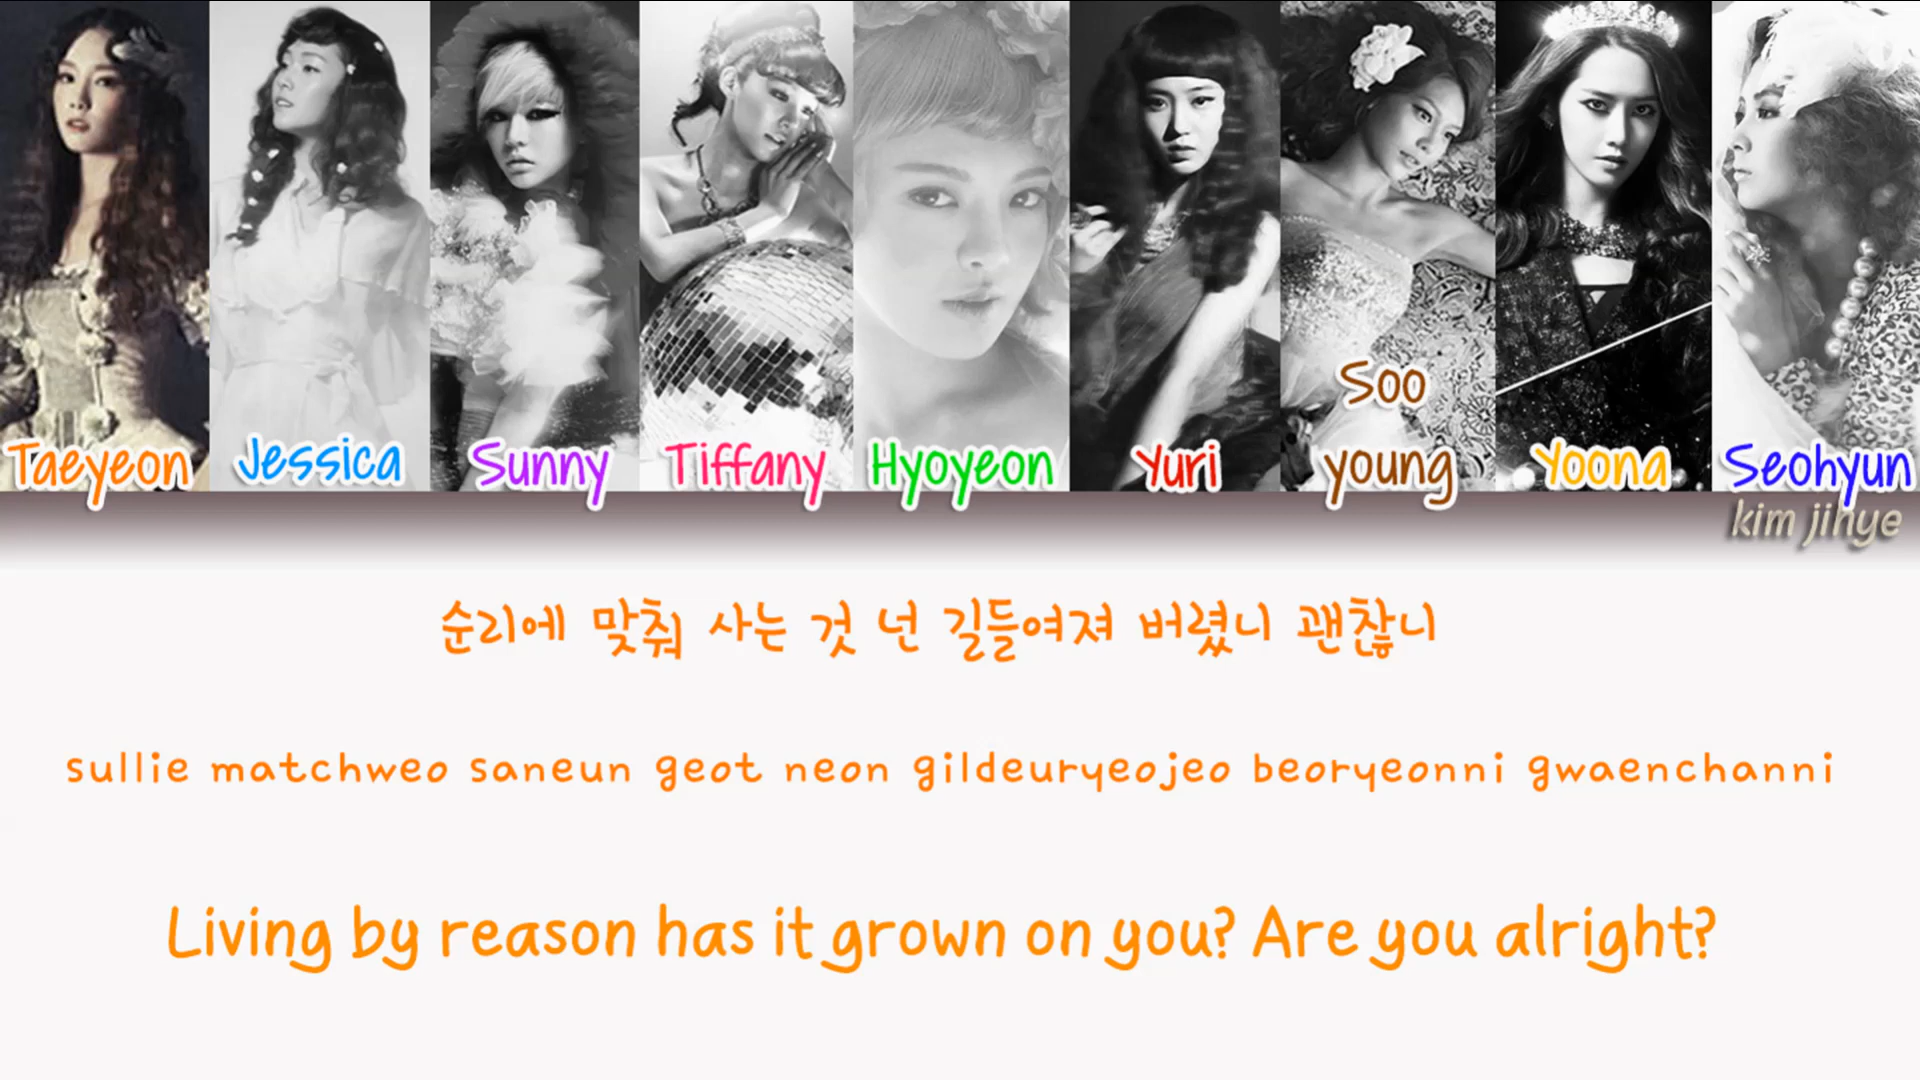 Taeyeon
Jessica
Sunny
Tiffany
Hyoyeon
Yuri
Soo
young
Yoona
Seohyun
kim jihye
순리에 맞춰 사는 것 넌 길들여져 버렸니 괜찮니
sullie matchweo saneun geot neon gildeuryeojeo beoryeonni gwaenchanni
Living by reason has it grown on you? Are you alright?